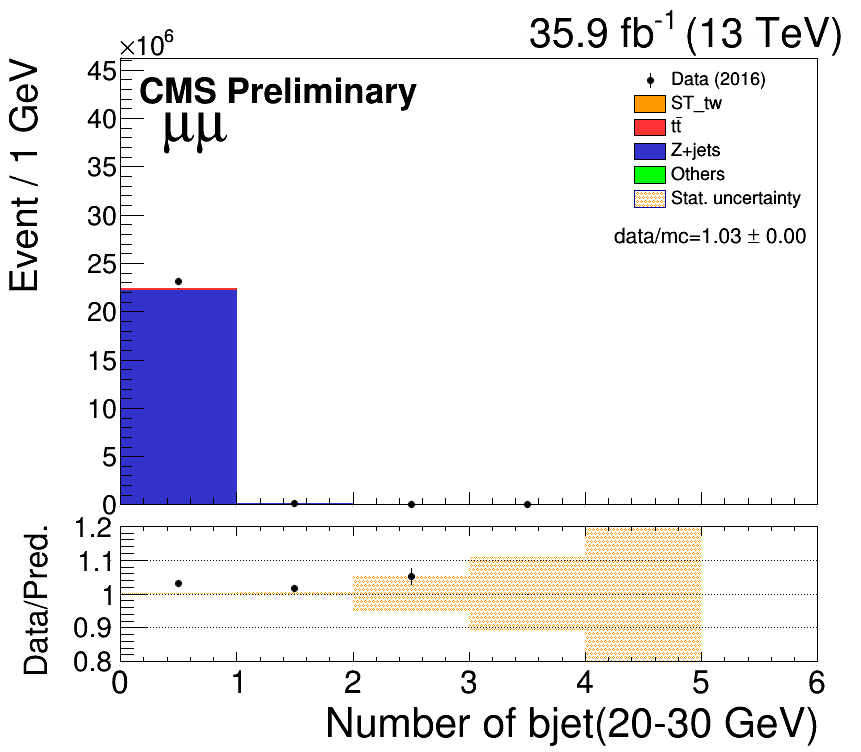 35.9 fb⁻¹ (13 TeV)
×10⁶
CMS Preliminary
μμ
Data (2016)
ST_tw
tt̄
Z+jets
Others
Stat. uncertainty
data/mc=1.03 ± 0.00
Event / 1 GeV
45
40
35
30
25
20
15
10
5
0
Data/Pred.
1.2
1.1
1
0.9
0.8
0 1 2 3 4 5 6
Number of bjet(20-30 GeV)